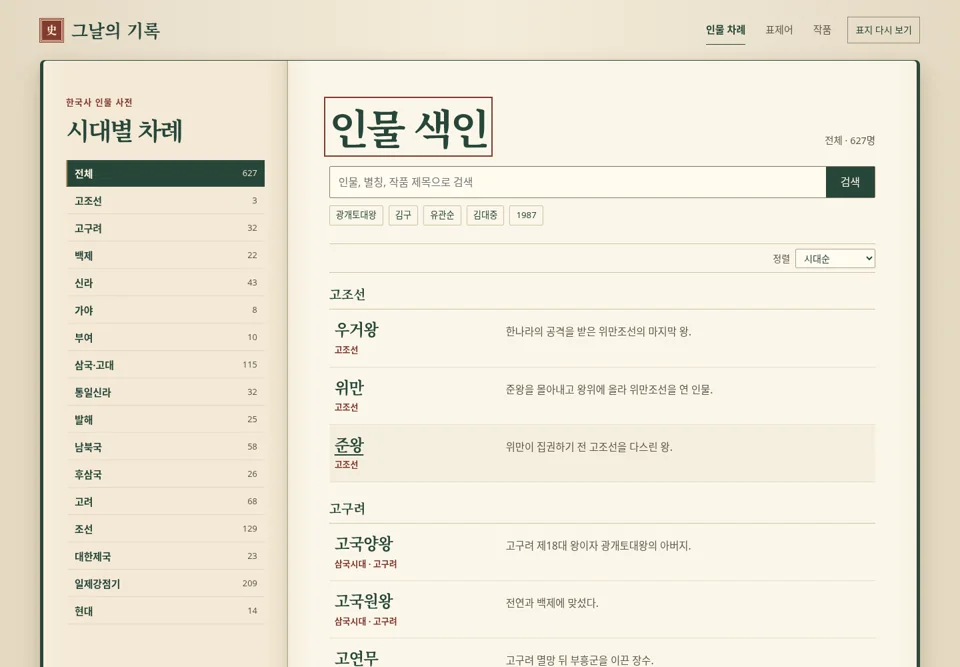 史 그날의 기록
인물 차례 표제어 작품 표지 다시 보기
한국사 인물 사전
시대별 차례
전체 627
고조선 3
고구려 32
백제 22
신라 43
가야 8
부여 10
삼국·고대 115
통일신라 32
발해 25
남북국 58
후삼국 26
고려 68
조선 129
대한제국 23
일제강점기 209
현대 14
인물 색인
전체 · 627명
인물, 별칭, 작품 제목으로 검색 검색
광개토대왕 김구 유관순 김대중 1987
정렬 시대순
고조선
우거왕 한나라의 공격을 받은 위만조선의 마지막 왕.
고조선
위만 준왕을 몰아내고 왕위에 올라 위만조선을 연 인물.
고조선
준왕 위만이 집권하기 전 고조선을 다스린 왕.
고조선
고구려
고국양왕 고구려 제18대 왕이자 광개토대왕의 아버지.
삼국시대 · 고구려
고국원왕 전연과 백제에 맞섰다.
삼국시대 · 고구려
고연무 고구려 멸망 뒤 부흥군을 이끈 장수.